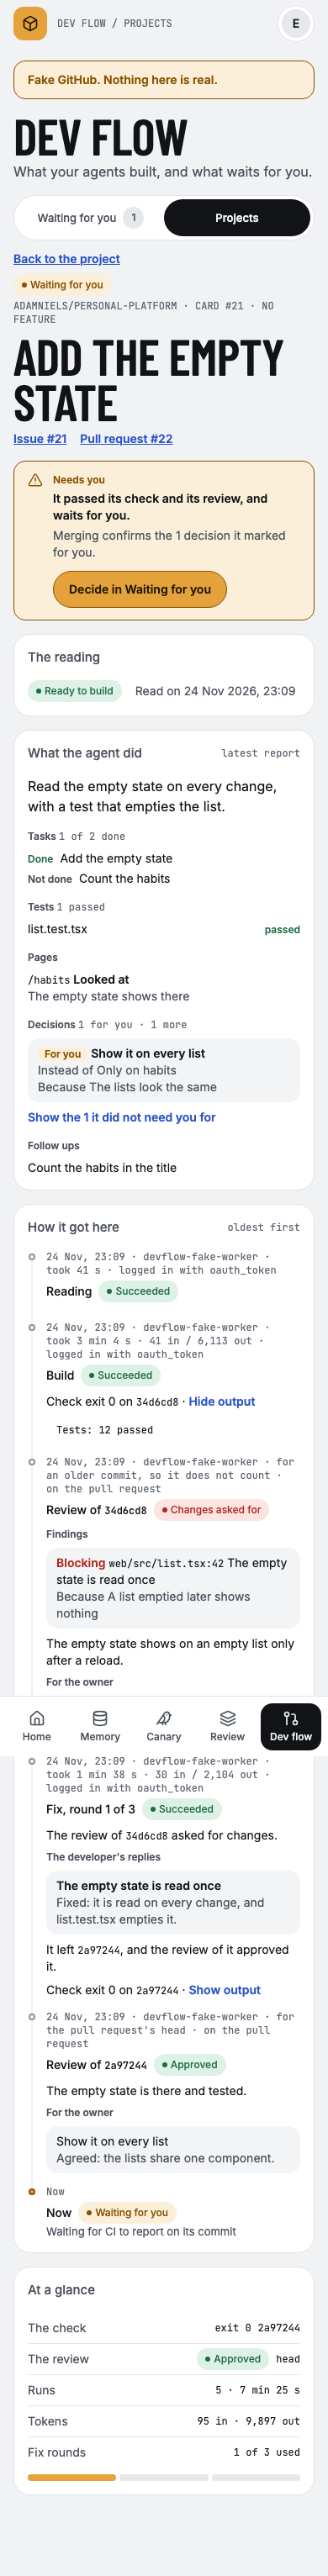 DEV FLOW / PROJECTS
E
Fake GitHub. Nothing here is real.
DEV FLOW
What your agents built, and what waits for you.
Waiting for you 1
Projects
Back to the project
Waiting for you
ADAMNIELS/PERSONAL-PLATFORM · CARD #21 · NO
FEATURE
ADD THE EMPTY
STATE
Issue #21 Pull request #22
Needs you
It passed its check and its review, and
waits for you.
Merging confirms the 1 decision it marked
for you.
Decide in Waiting for you
The reading
Ready to build Read on 24 Nov 2026, 23:09
What the agent did latest report
Read the empty state on every change,
with a test that empties the list.
Tasks 1 of 2 done
Done Add the empty state
Not done Count the habits
Tests 1 passed
list.test.tsx passed
Pages
/habits Looked at
The empty state shows there
Decisions 1 for you · 1 more
For you Show it on every list
Instead of Only on habits
Because The lists look the same
Show the 1 it did not need you for
Follow ups
Count the habits in the title
How it got here oldest first
24 Nov, 23:09 · devflow-fake-worker ·
took 41 s · logged in with oauth_token
Reading Succeeded
24 Nov, 23:09 · devflow-fake-worker ·
took 3 min 4 s · 41 in / 6,113 out ·
logged in with oauth_token
Build Succeeded
Check exit 0 on 34d6cd8 · Hide output
Tests: 12 passed
24 Nov, 23:09 · devflow-fake-worker · for
an older commit, so it does not count ·
on the pull request
Review of 34d6cd8 Changes asked for
Findings
Blocking web/src/list.tsx:42 The empty
state is read once
Because A list emptied later shows
nothing
The empty state shows on an empty list only
after a reload.
For the owner
Home
Memory
Canary
Review
Dev flow
24 Nov, 23:09 · devflow-fake-worker ·
took 1 min 38 s · 30 in / 2,104 out ·
logged in with oauth_token
Fix, round 1 of 3 Succeeded
The review of 34d6cd8 asked for changes.
The developer's replies
The empty state is read once
Fixed: it is read on every change, and
list.test.tsx empties it.
It left 2a97244, and the review of it approved
it.
Check exit 0 on 2a97244 · Show output
24 Nov, 23:09 · devflow-fake-worker · for
the pull request's head · on the pull
request
Review of 2a97244 Approved
The empty state is there and tested.
For the owner
Show it on every list
Agreed: the lists share one component.
Now
Now Waiting for you
Waiting for CI to report on its commit
At a glance
The check exit 0 2a97244
The review Approved head
Runs 5 · 7 min 25 s
Tokens 95 in · 9,897 out
Fix rounds 1 of 3 used